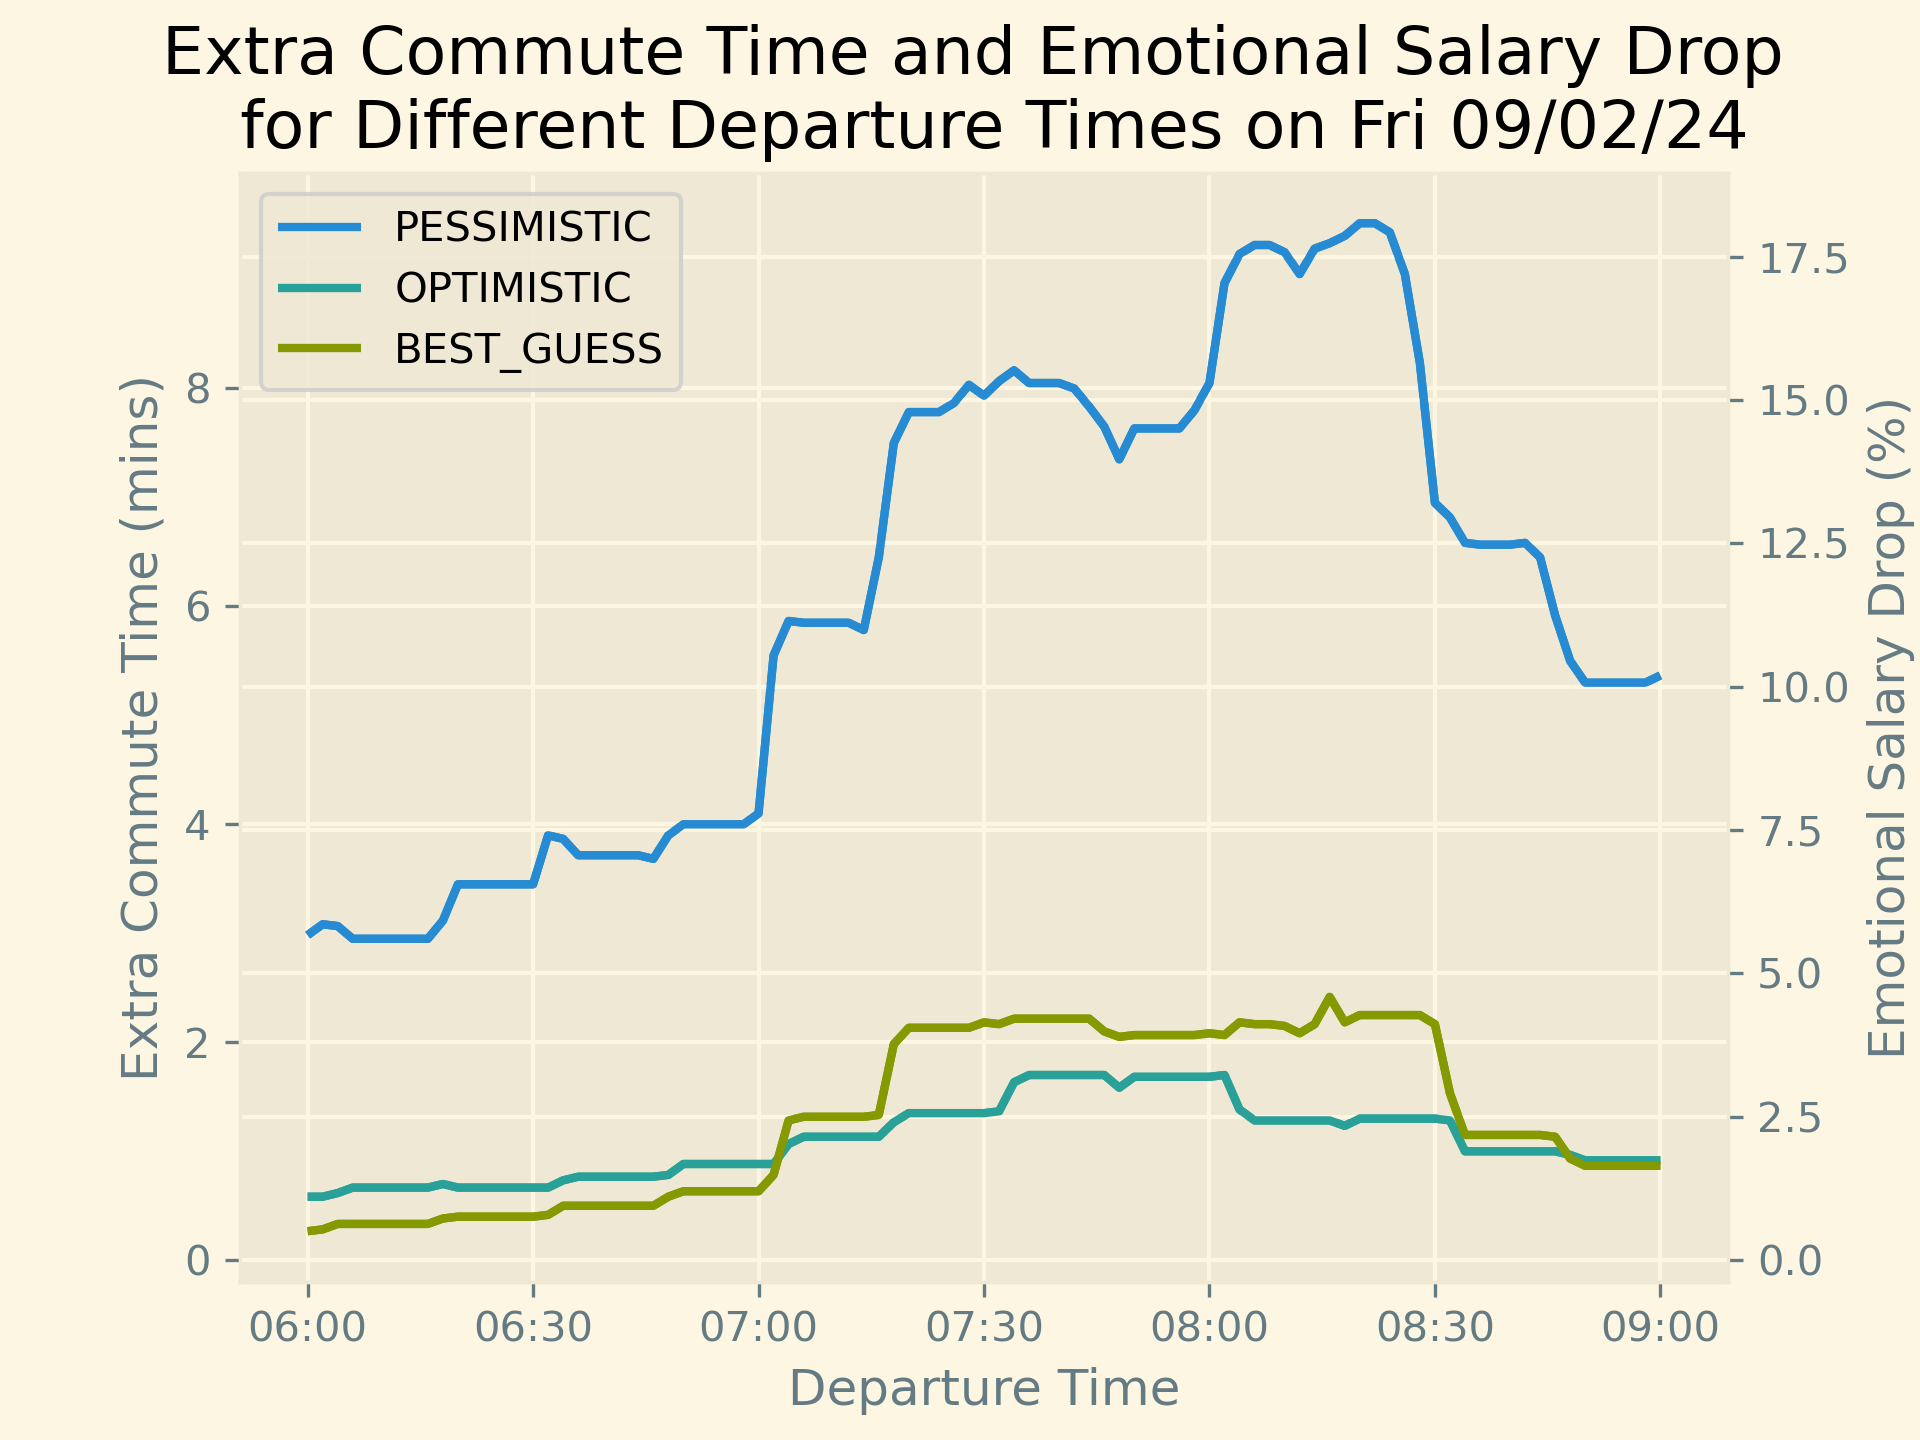 Extra Commute Time and Emotional Salary Drop
for Different Departure Times on Fri 09/02/24
PESSIMISTIC
OPTIMISTIC
BEST_GUESS
Extra Commute Time (mins)
8
6
4
2
0
17.5
15.0
12.5
10.0
7.5
5.0
2.5
0.0
Emotional Salary Drop (%)
06:00 06:30 07:00 07:30 08:00 08:30 09:00
Departure Time